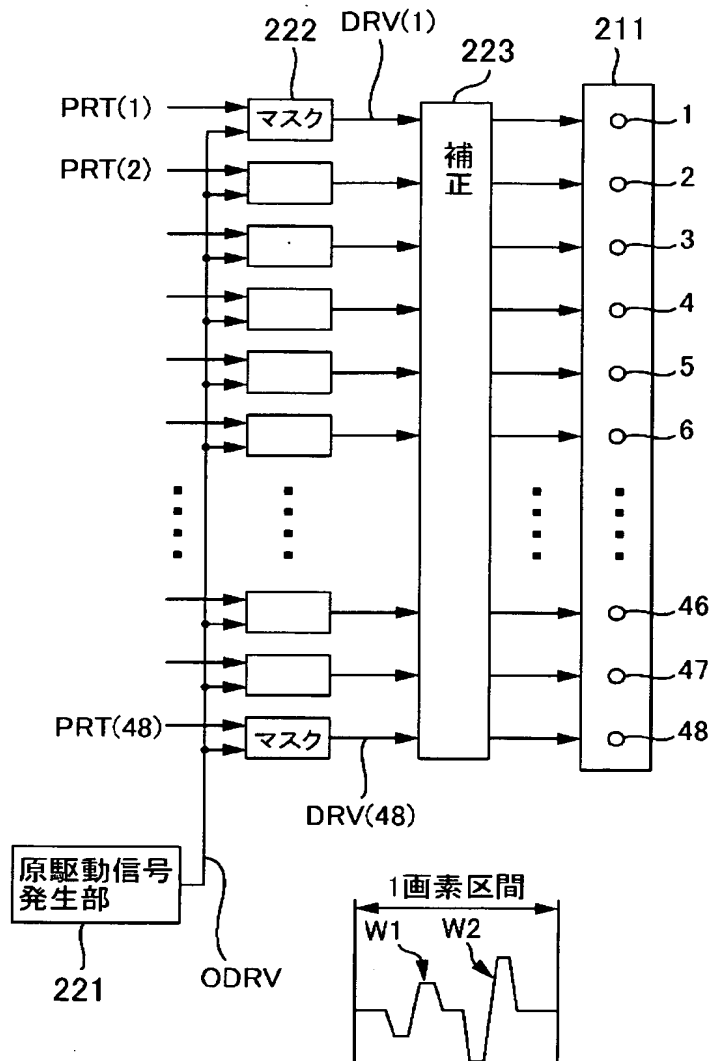 DRV(1)
222
223
211
PRT(1)
マスク
補正
1
PRT(2)
2
3
4
5
6
46
47
PRT(48)
マスク
48
DRV(48)
原駆動信号
発生部
221
ODRV
1画素区間
W1
W2